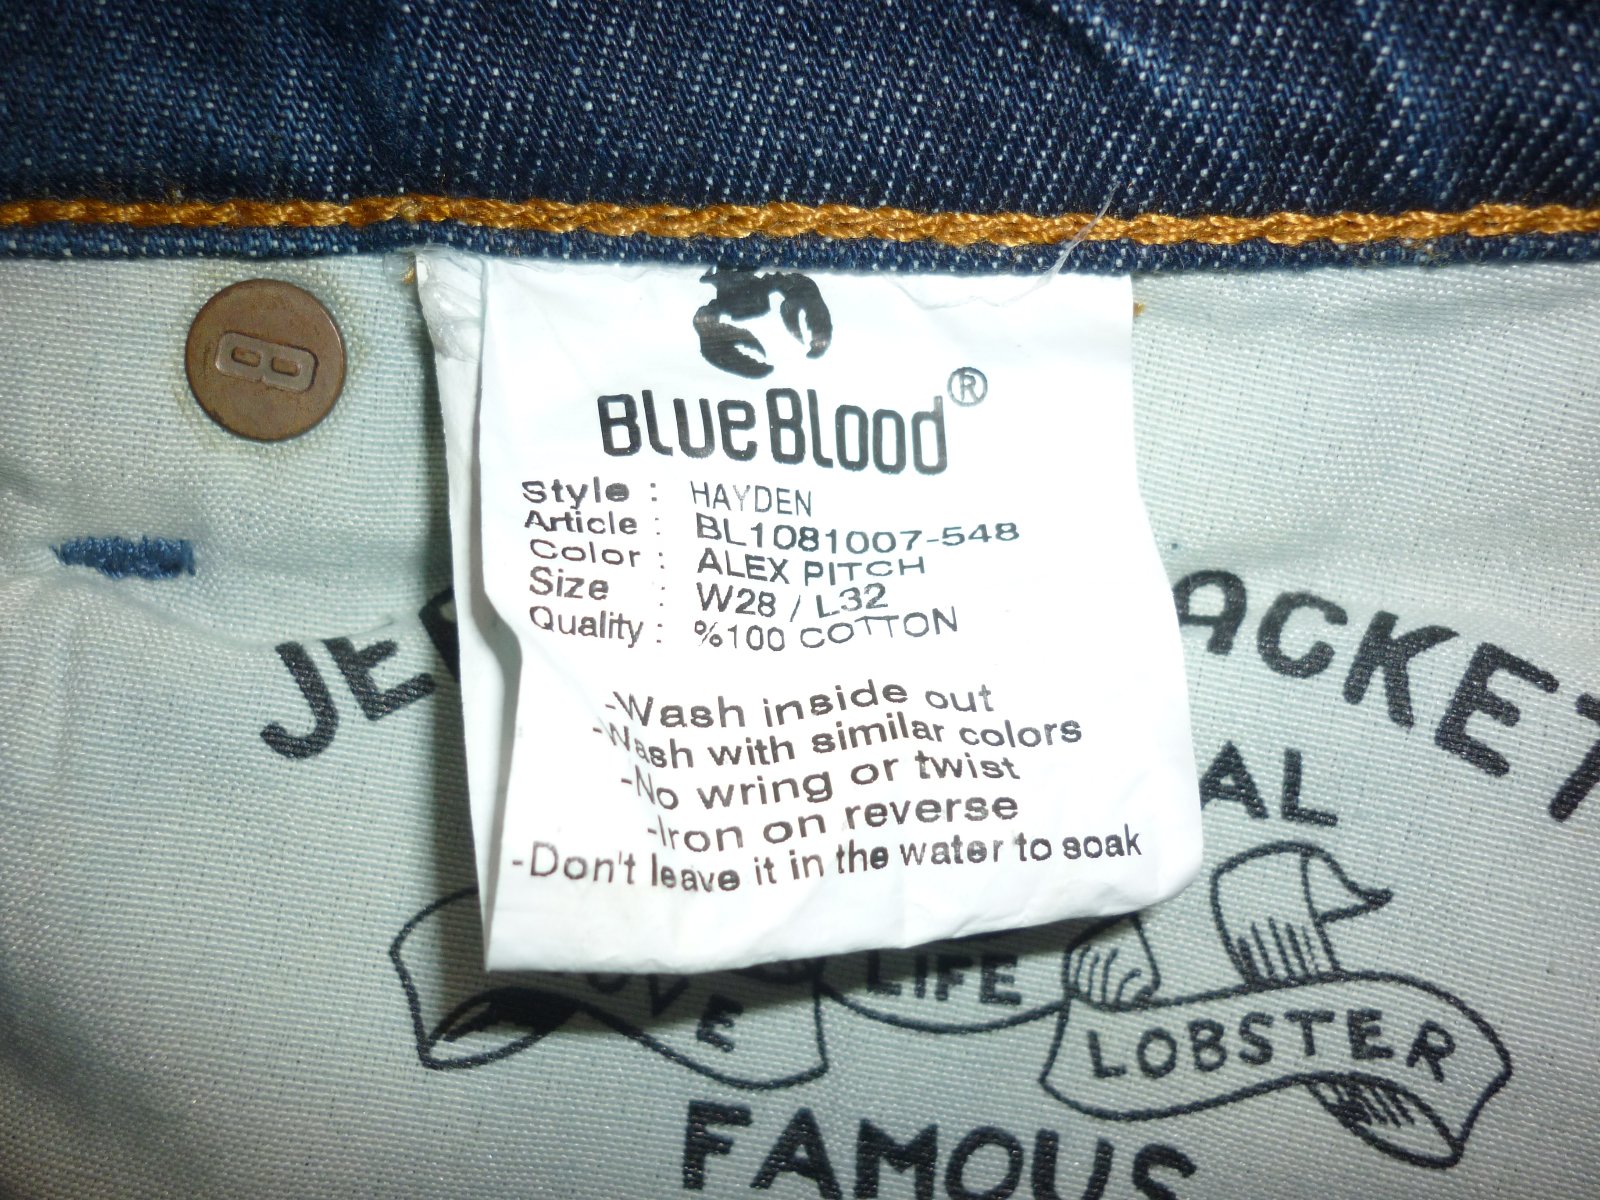 B
BLUEBLOOD®
Style : HAYDEN
Article : BL1081007-548
Color : ALEX PITCH
Size : W28 / L32
Quality : %100 COTTON
-Wash inside out
-Wash with similar colors
-No wring or twist
-Iron on reverse
-Don't leave it in the water to soak
LIFE
LOBSTER
FAMOUS